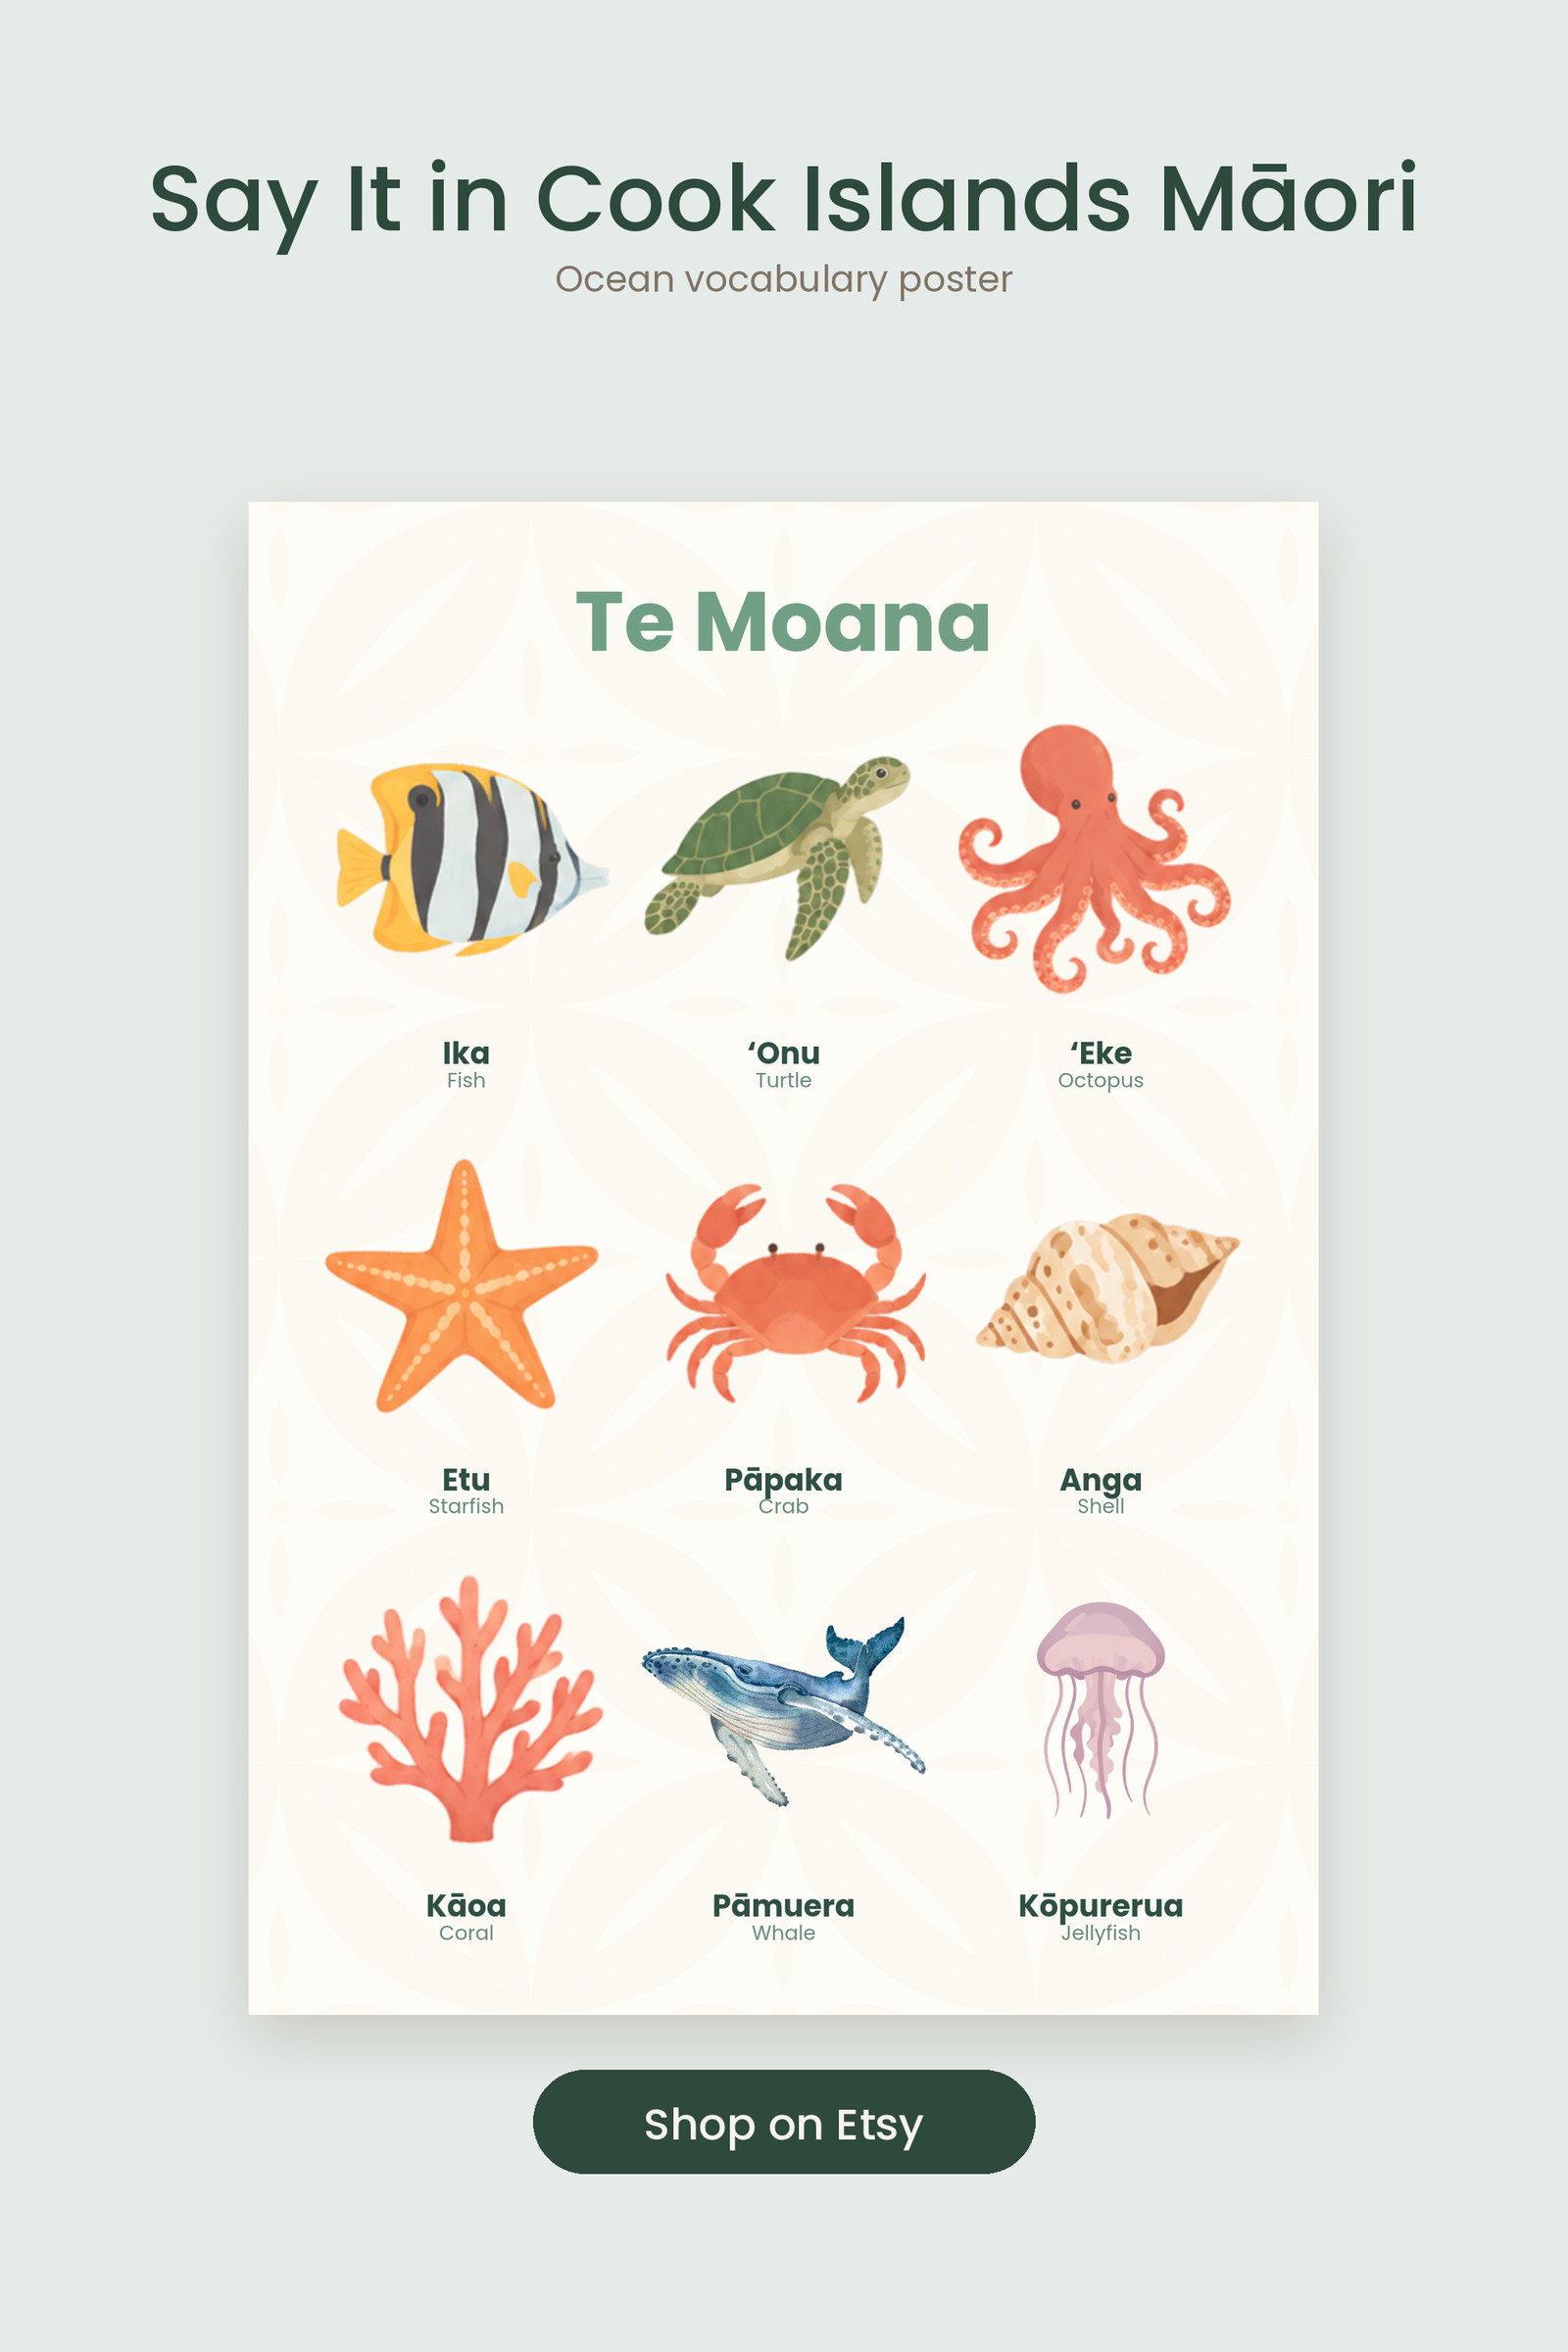 Say It in Cook Islands Māori
Ocean vocabulary poster
Te Moana
Ika
Fish
‘Onu
Turtle
‘Eke
Octopus
Etu
Starfish
Pāpaka
Crab
Anga
Shell
Kāoa
Coral
Pāmuera
Whale
Kōpurerua
Jellyfish
Shop on Etsy